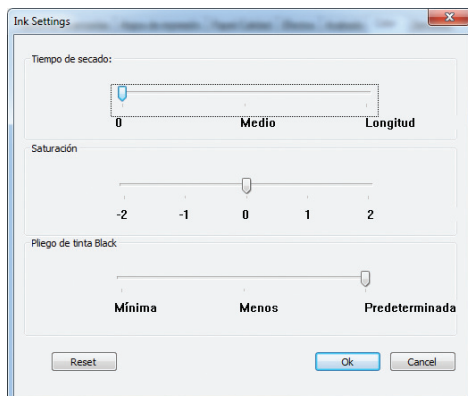 Ink Settings
Tiempo de secado:
0 Medio Longitud
Saturación
-2 -1 0 1 2
Pliego de tinta Black
Mínima Menos Predeterminada
Reset Ok Cancel